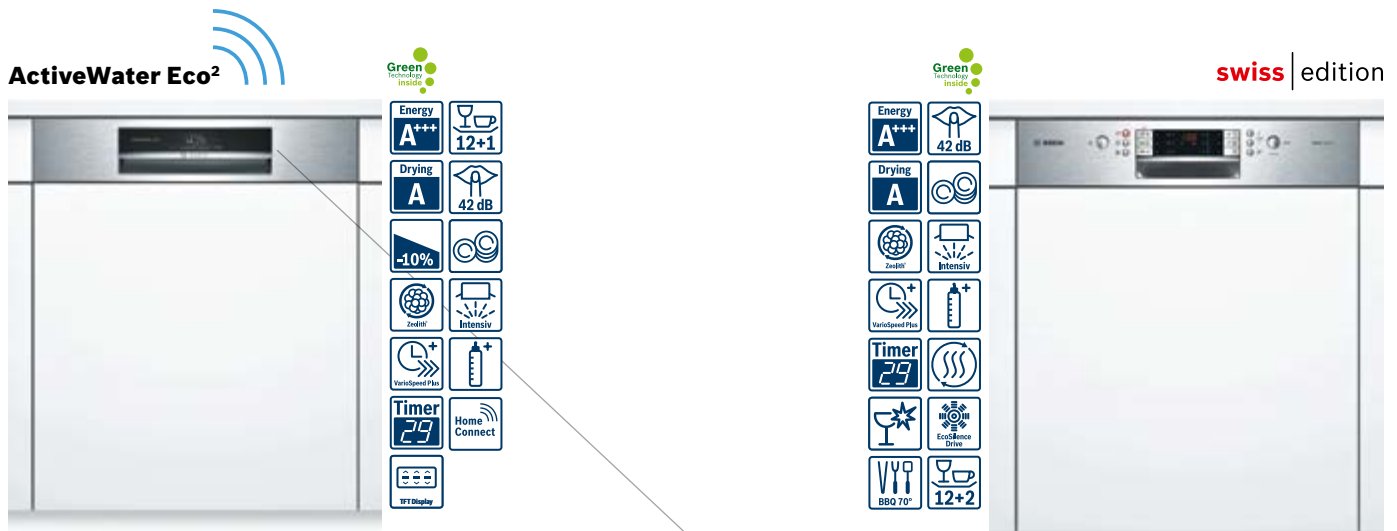 ActiveWater Eco²
Green
Technology
inside
Energy
A+++
12+1
Drying
A
42 dB
-10%
Zeolith®
Intensiv
VarioSpeed Plus
+
+
Timer
29
Home
Connect
TFT Display
Green
Technology
inside
swiss | edition
Energy
A+++
42 dB
Drying
A
Zeolith®
Intensiv
VarioSpeed Plus
+
+
Timer
29
EcoSilence
Drive
BBQ 70°
12+2
BOSCH